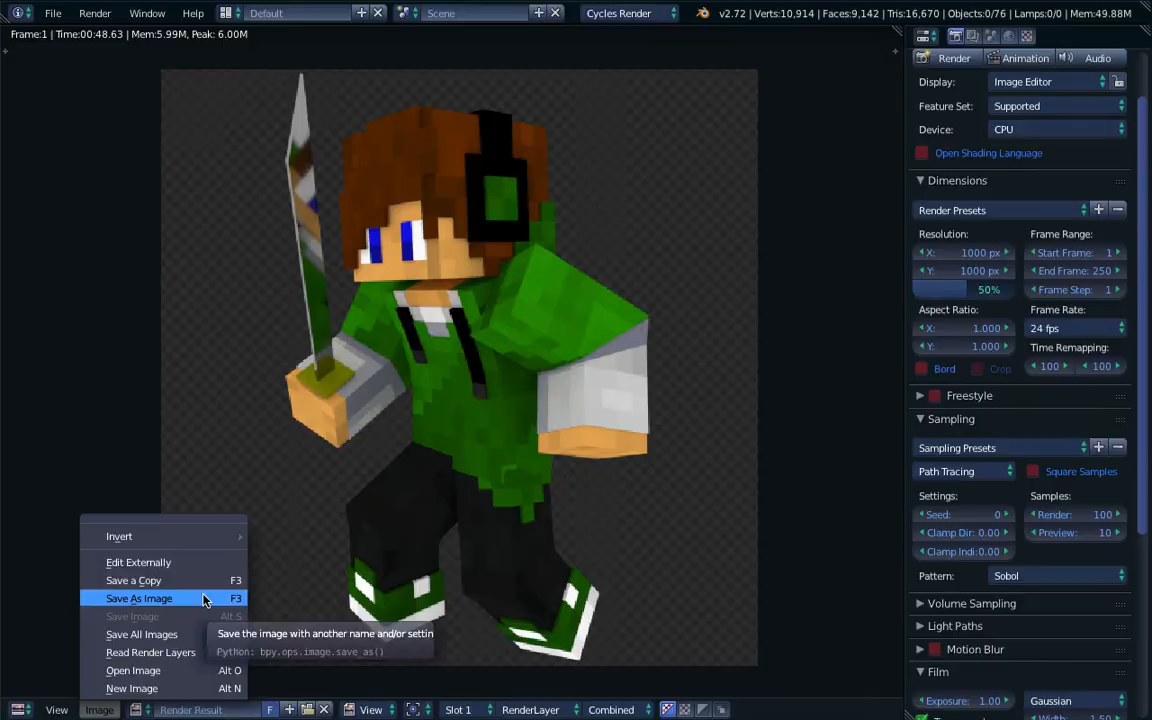 File Render Window Help Default Scene Cycles Render v2.72 | Verts:10,914 | Faces:9,142 | Tris:16,670 | Objects:0/76 | Lamps:0/0 | Mem:49.88M
Frame:1 | Time:00:48.63 | Mem:5.99M, Peak: 6.00M
Render Animation Audio
Display: Image Editor
Feature Set: Supported
Device: CPU
Open Shading Language
Dimensions
Render Presets
Resolution: Frame Range:
X: 1000 px Start Frame: 1
Y: 1000 px End Frame: 250
50% Frame Step: 1
Aspect Ratio: Frame Rate:
X: 1.000 24 fps
Y: 1.000 Time Remapping:
Bord Crop 100 100
Freestyle
Sampling
Sampling Presets
Path Tracing Square Samples
Settings: Samples:
Seed: 0 Render: 100
Clamp Dir: 0.00 Preview: 10
Clamp Indi:0.00
Pattern: Sobol
Volume Sampling
Light Paths
Motion Blur
Film
Exposure: 1.00 Gaussian
Invert
Edit Externally
Save a Copy F3
Save As Image F3
Save Image Alt S
Save All Images
Read Render Layers
Open Image Alt O
New Image Alt N
Save the image with another name and/or settin
Python: bpy.ops.image.save_as()
View Image Render Result F View Slot 1 RenderLayer Combined